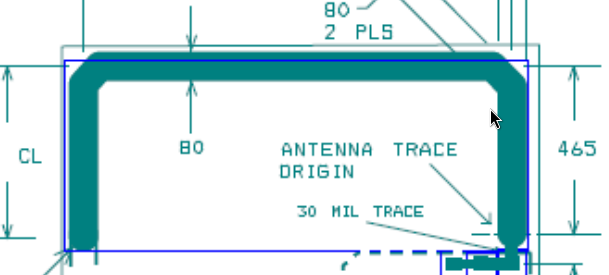 80
2 PLS
CL
80
ANTENNA TRACE
ORIGIN
465
30 MIL TRACE